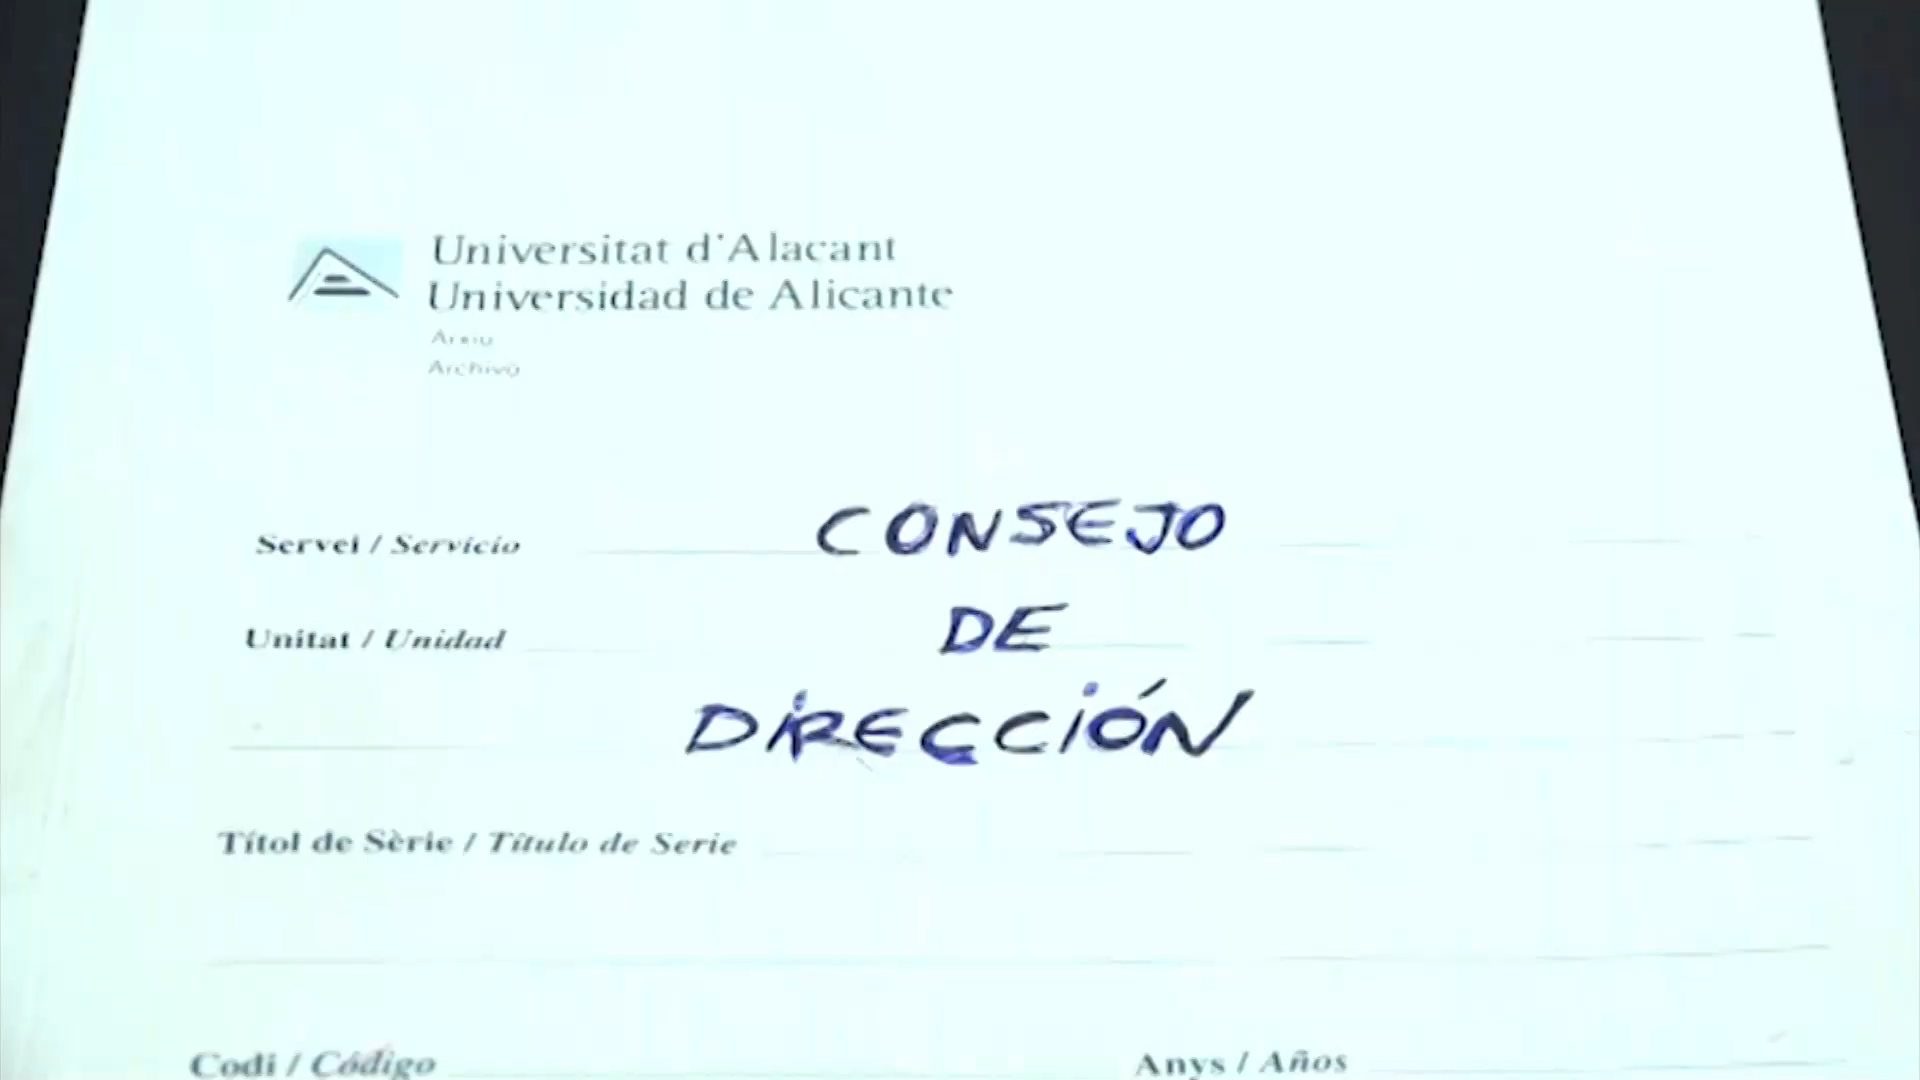 Universitat d'Alacant
Universidad de Alicante
Arxiu
Archivo
CONSEJO
Servei / Servicio
DE
Unitat / Unidad
DIRECCIÓN
Títol de Sèrie / Título de Serie
Codi / Código
Anys / Años